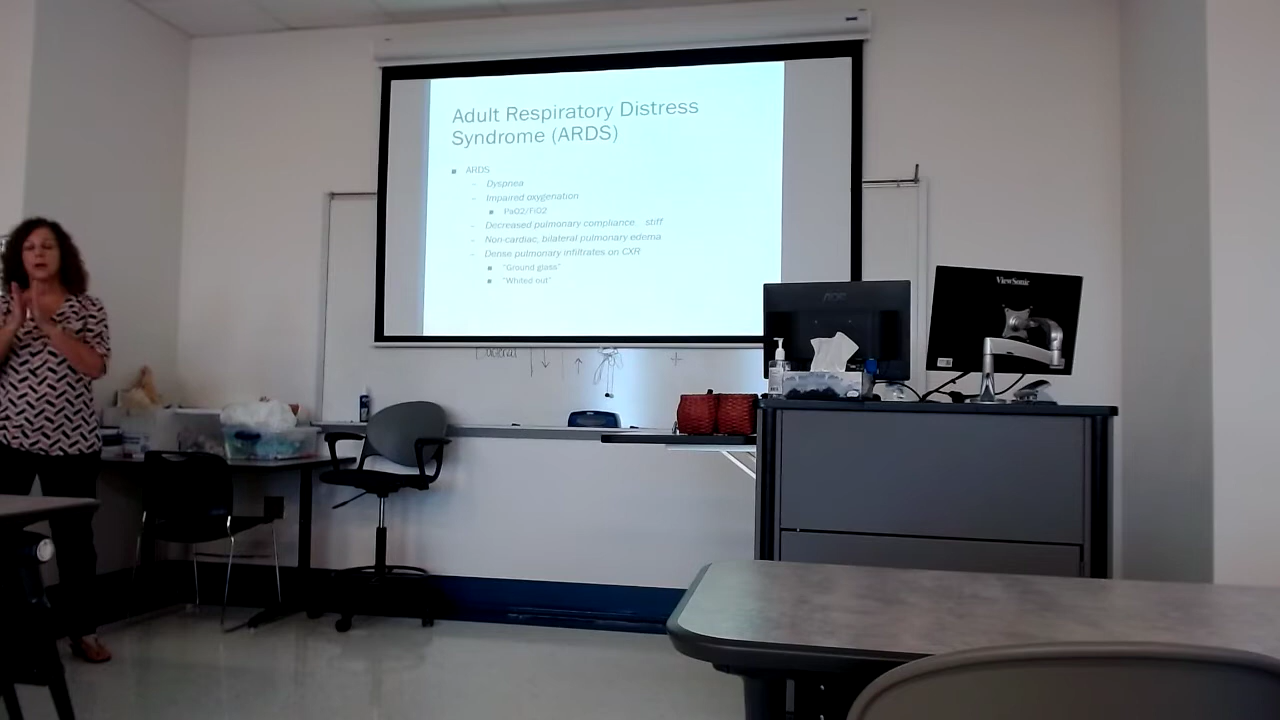 Adult Respiratory Distress
Syndrome (ARDS)
ARDS
– Dyspnea
– Impaired oxygenation
PaO2/FiO2
– Decreased pulmonary compliance stiff
– Non-cardiac, bilateral pulmonary edema
– Dense pulmonary infiltrates on CXR
"Ground glass"
"Whited out"
ViewSonic